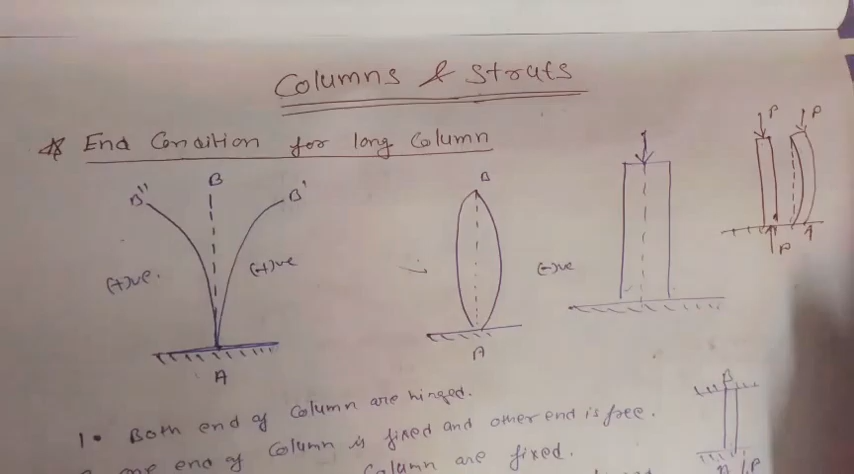 Columns & Struts
End Condition for long Column
B" B B' B P P
(+)ve. (+)ve (-)ve
P
A A
B
1. Both end of Column are hinged.
one end of Column is fixed and other end is free.
Column are fixed.
P